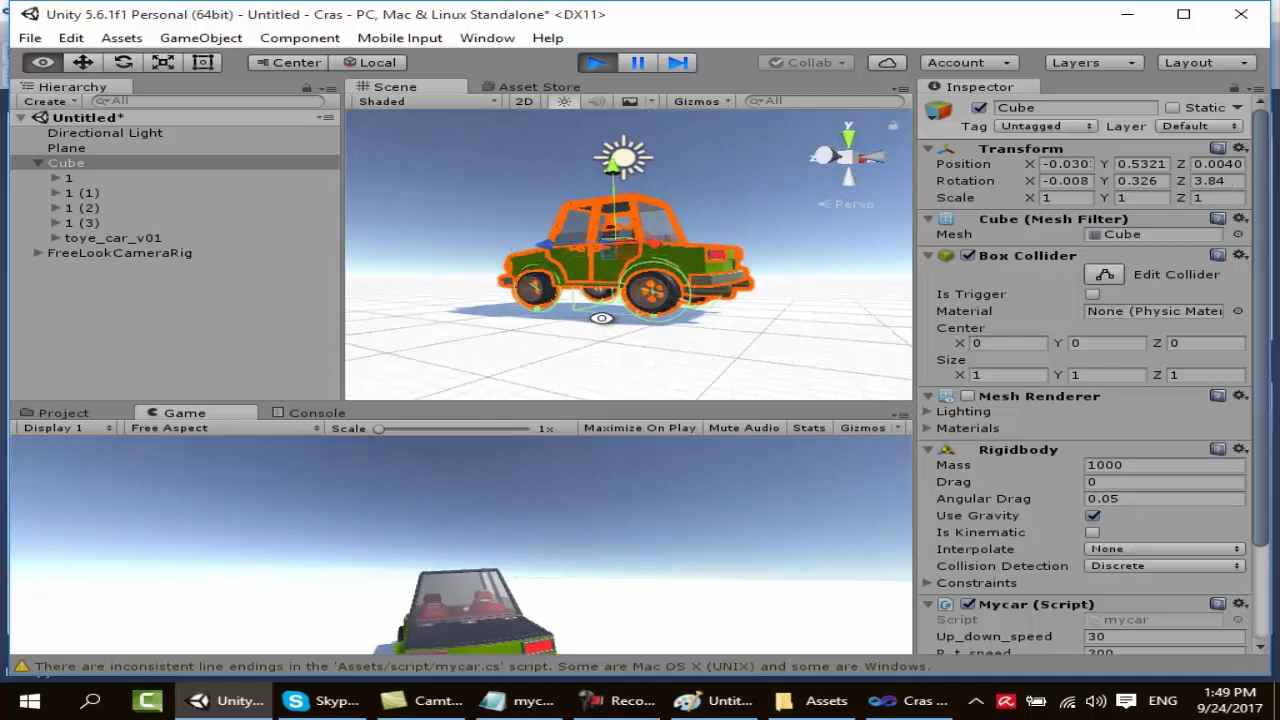 Unity 5.6.1f1 Personal (64bit) - Untitled - Cras - PC, Mac & Linux Standalone* <DX11>
File Edit Assets GameObject Component Mobile Input Window Help
Center Local Collab Account Layers Layout
Hierarchy
Create All
Untitled*
Directional Light
Plane
Cube
1
1 (1)
1 (2)
1 (3)
toye_car_v01
FreeLookCameraRig
Scene Asset Store
Shaded 2D Gizmos All
y
z
Persp
Inspector
Cube Static
Tag Untagged Layer Default
Transform
Position X -0.030 Y 0.5321 Z 0.0040
Rotation X -0.008 Y 0.326 Z 3.84
Scale X 1 Y 1 Z 1
Cube (Mesh Filter)
Mesh Cube
Box Collider
Edit Collider
Is Trigger
Material None (Physic Mater
Center
X 0 Y 0 Z 0
Size
X 1 Y 1 Z 1
Mesh Renderer
Lighting
Materials
Rigidbody
Mass 1000
Drag 0
Angular Drag 0.05
Use Gravity
Is Kinematic
Interpolate None
Collision Detection Discrete
Constraints
Mycar (Script)
Script mycar
Up_down_speed 30
Project Game Console
Display 1 Free Aspect Scale 1x Maximize On Play Mute Audio Stats Gizmos
There are inconsistent line endings in the 'Assets/script/mycar.cs' script. Some are Mac OS X (UNIX) and some are Windows.
Unity... Skyp... Camt... myc... Reco... Untit... Assets Cras ... ENG
1:49 PM
9/24/2017